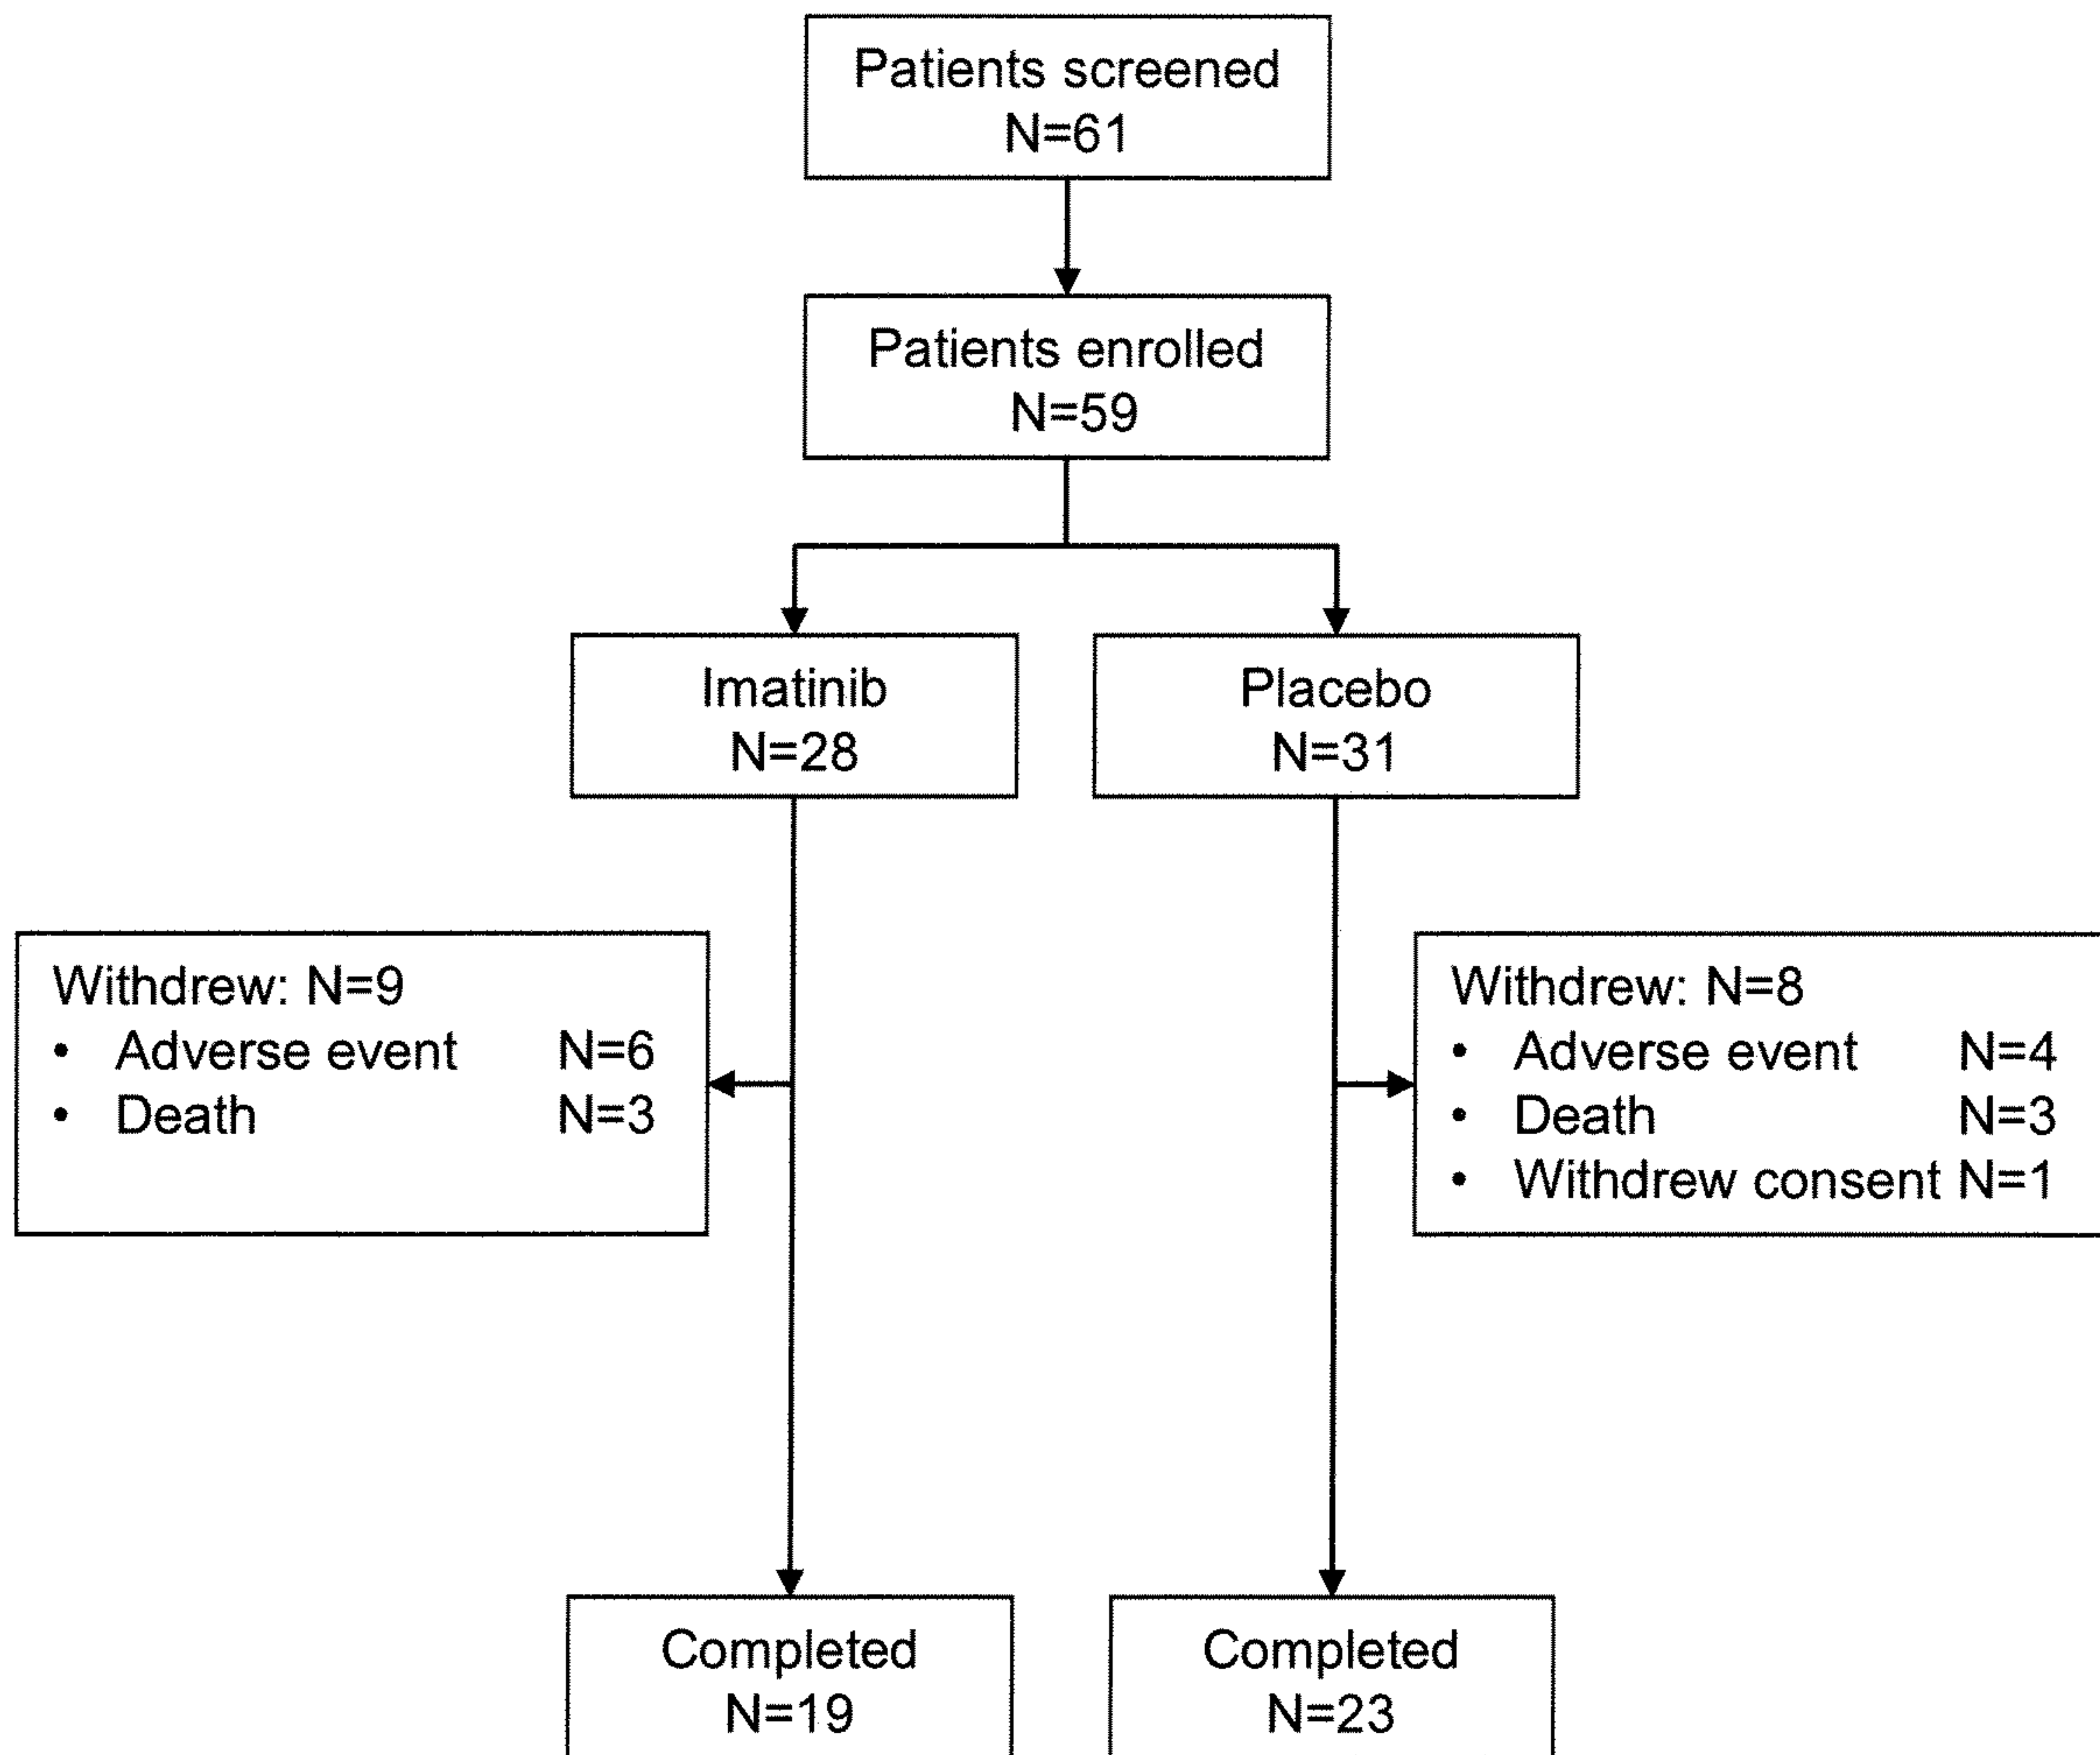 Patients screened
N=61
Patients enrolled
N=59
Imatinib
N=28
Placebo
N=31
Withdrew: N=9
• Adverse event N=6
• Death N=3
Withdrew: N=8
• Adverse event N=4
• Death N=3
• Withdrew consent N=1
Completed
N=19
Completed
N=23